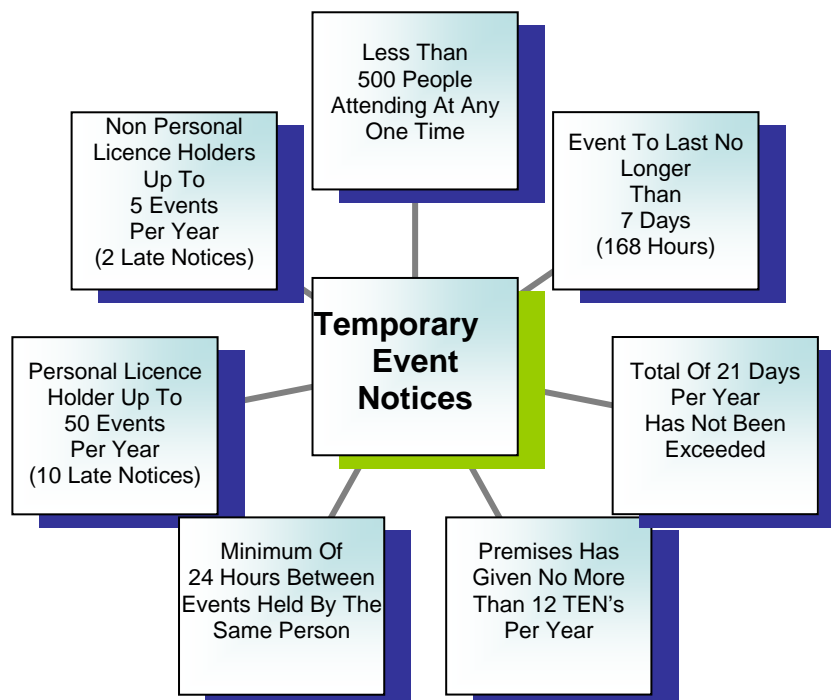 Less Than
500 People
Attending At Any
One Time
Non Personal
Licence Holders
Up To
5 Events
Per Year
(2 Late Notices)
Event To Last No
Longer
Than
7 Days
(168 Hours)
Temporary
Event
Notices
Personal Licence
Holder Up To
50 Events
Per Year
(10 Late Notices)
Total Of 21 Days
Per Year
Has Not Been
Exceeded
Minimum Of
24 Hours Between
Events Held By The
Same Person
Premises Has
Given No More
Than 12 TEN's
Per Year